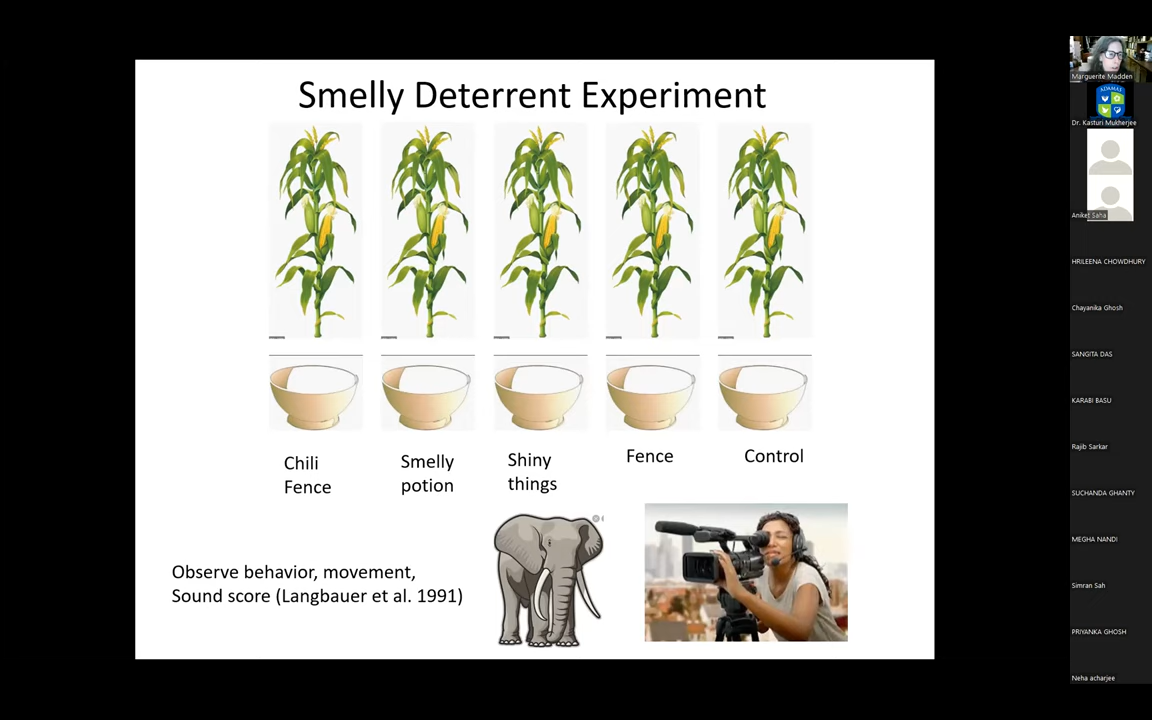 Smelly Deterrent Experiment
Chili
Fence
Smelly
potion
Shiny
things
Fence
Control
Observe behavior, movement,
Sound score (Langbauer et al. 1991)
Marguerite Madden
ADAMAS
Dr. Kasturi Mukherjee
Aniket Saha
HRILEENA CHOWDHURY
Chayanika Ghosh
SANGITA DAS
KARABI BASU
Rajib Sarkar
SUCHANDA GHANTY
MEGHA NANDI
Simran Sah
PRIYANKA GHOSH
Neha acharjee